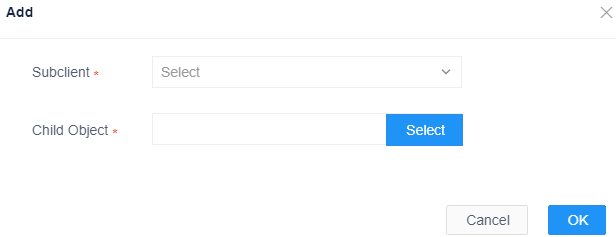 Add
Subclient * Select
Child Object * Select
Cancel OK